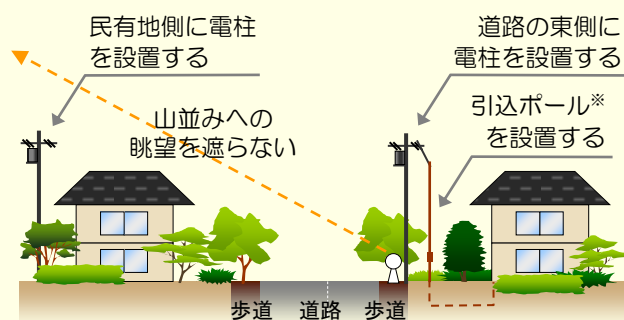 民有地側に電柱
を設置する
道路の東側に
電柱を設置する
引込ポール※
を設置する
山並みへの
眺望を遮らない
歩道
道路
歩道